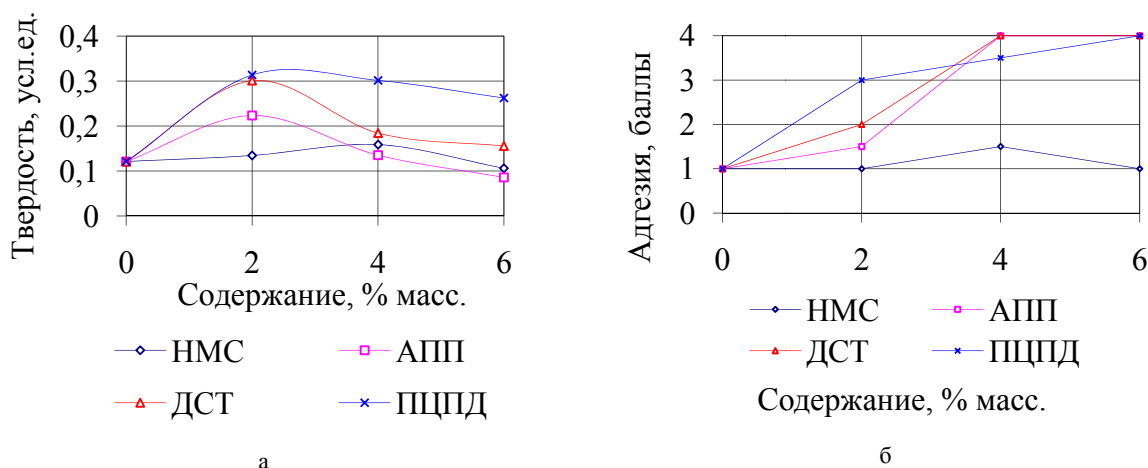 Твердость, усл.ед.
0,4
0,3
0,2
0,1
0
0 2 4 6
Содержание, % масс.
НМС АПП
ДСТ ПЦПД
а
Адгезия, баллы
4
3
2
1
0
0 2 4 6
НМС АПП
ДСТ ПЦПД
Содержание, % масс.
б